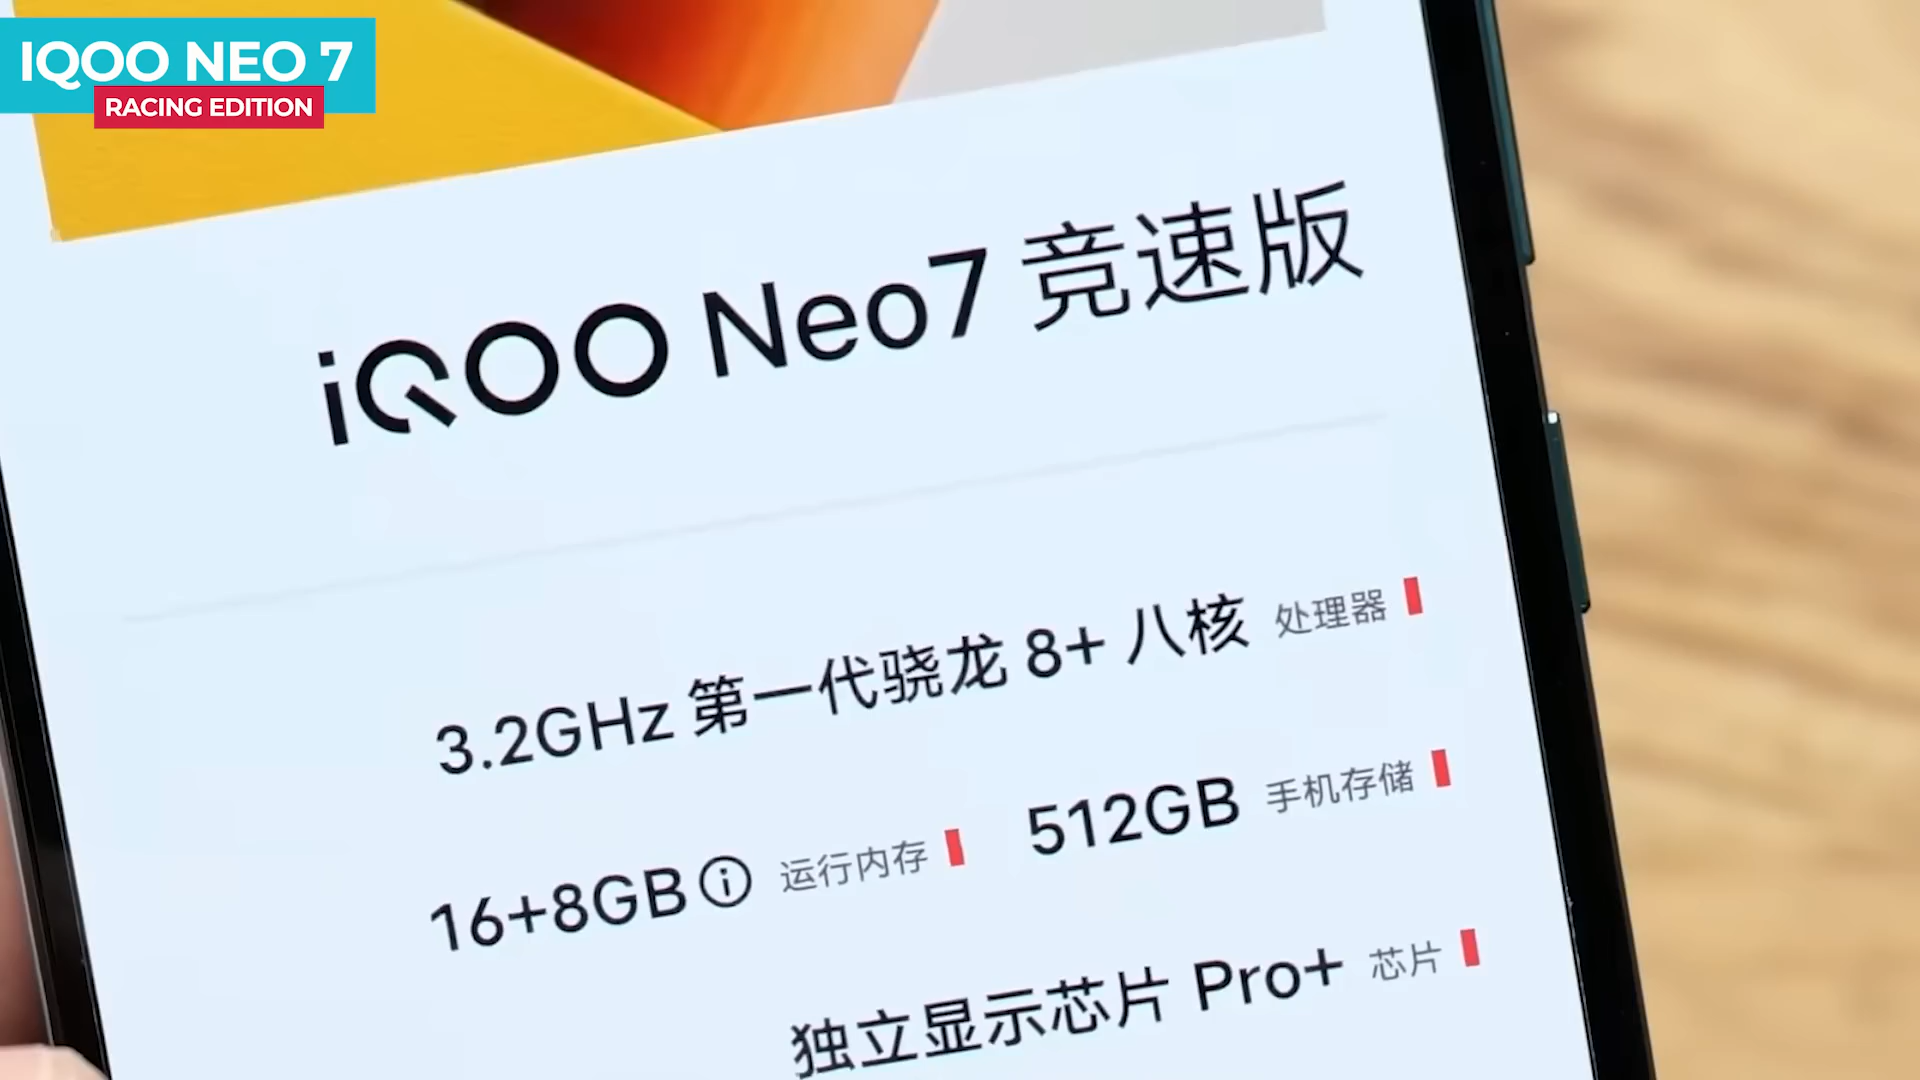 IQOO NEO 7
RACING EDITION
iQOO Neo7 竞速版
3.2GHz 第一代骁龙 8+ 八核 处理器
16+8GB 运行内存 512GB 手机存储
独立显示芯片 Pro+ 芯片